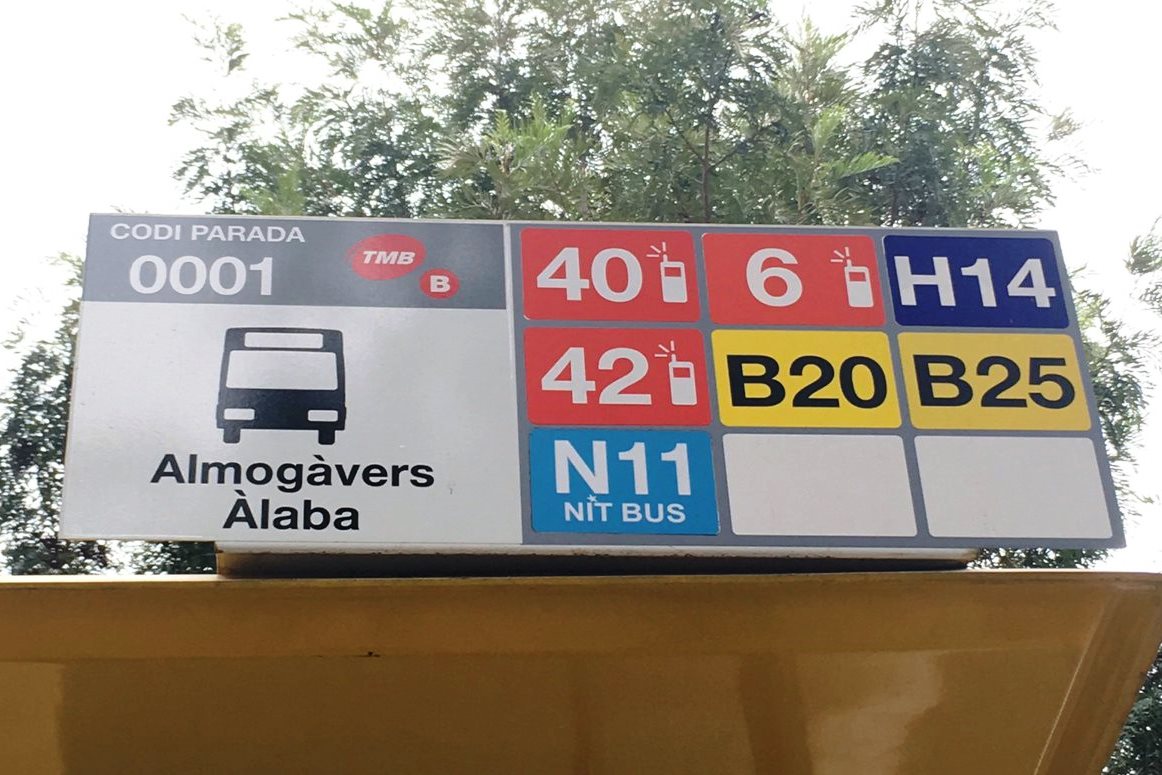 CODI PARADA
0001
TMB
B
Almogàvers
Àlaba
40 6 H14
42 B20 B25
N11
NIT BUS